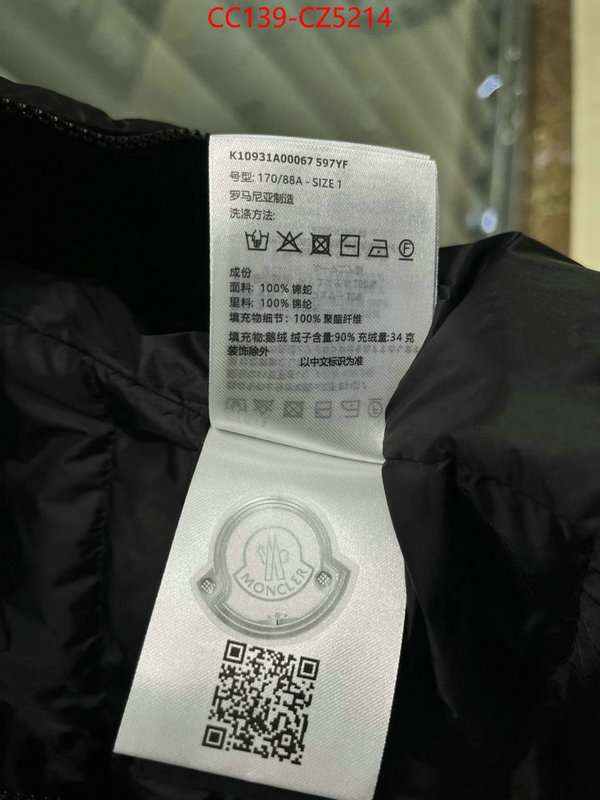 CC139-CZ5214
K10931A00067 597YF
号型: 170/88A - SIZE 1
罗马尼亚制造
洗涤方法:
F
成份
面料: 100% 锦蛇
里料: 100% 锦纶
填充物细节: 100% 聚酯纤维
填充物:鹅绒 绒子含量:90% 充绒量:34 克
装饰除外 以中文标识为准
MONCLER